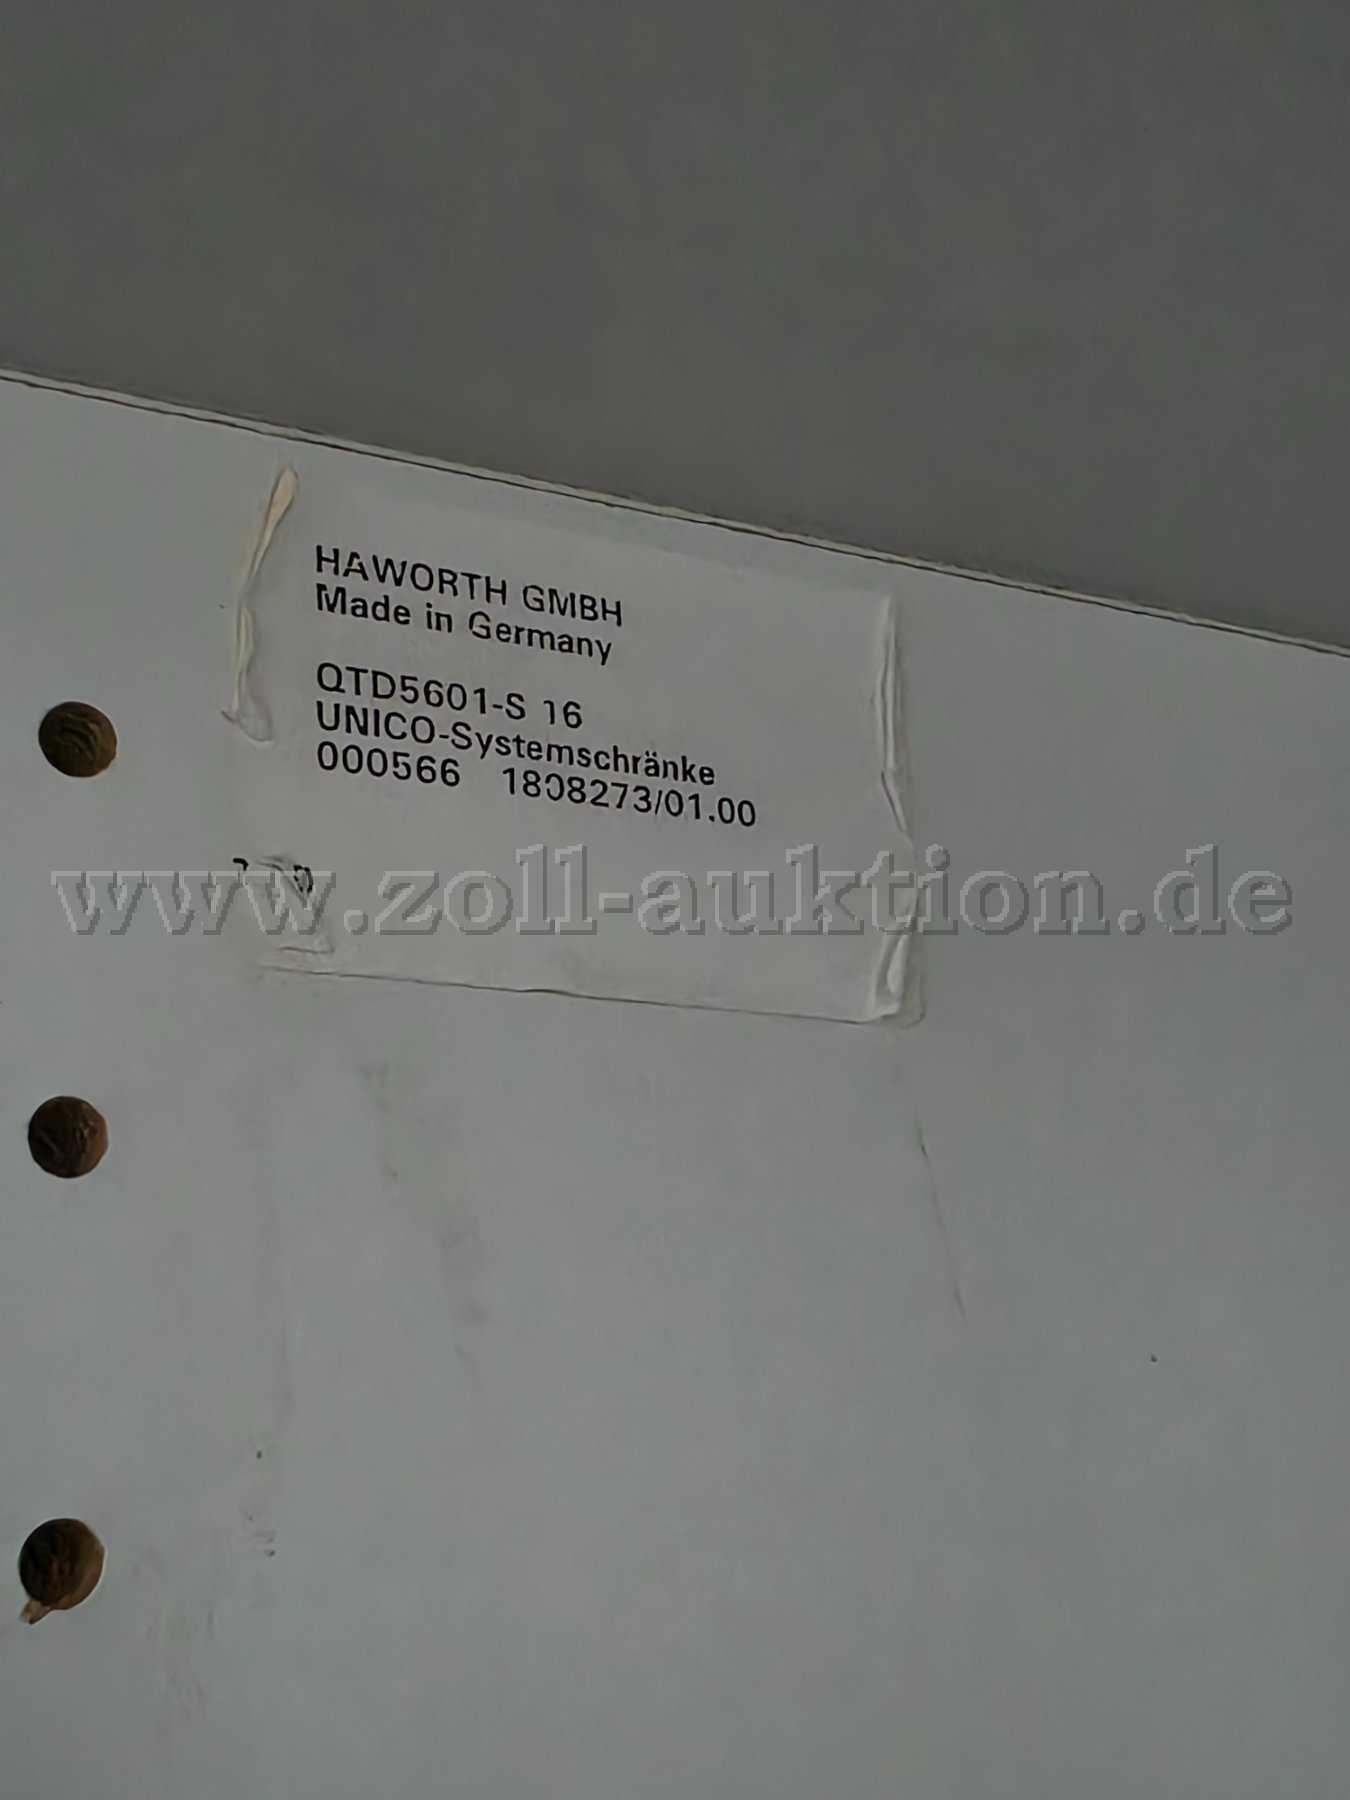 HAWORTH GMBH
Made in Germany
QTD5601-S 16
UNICO-Systemschränke
000566 1808273/01.00
www.zoll-auktion.de